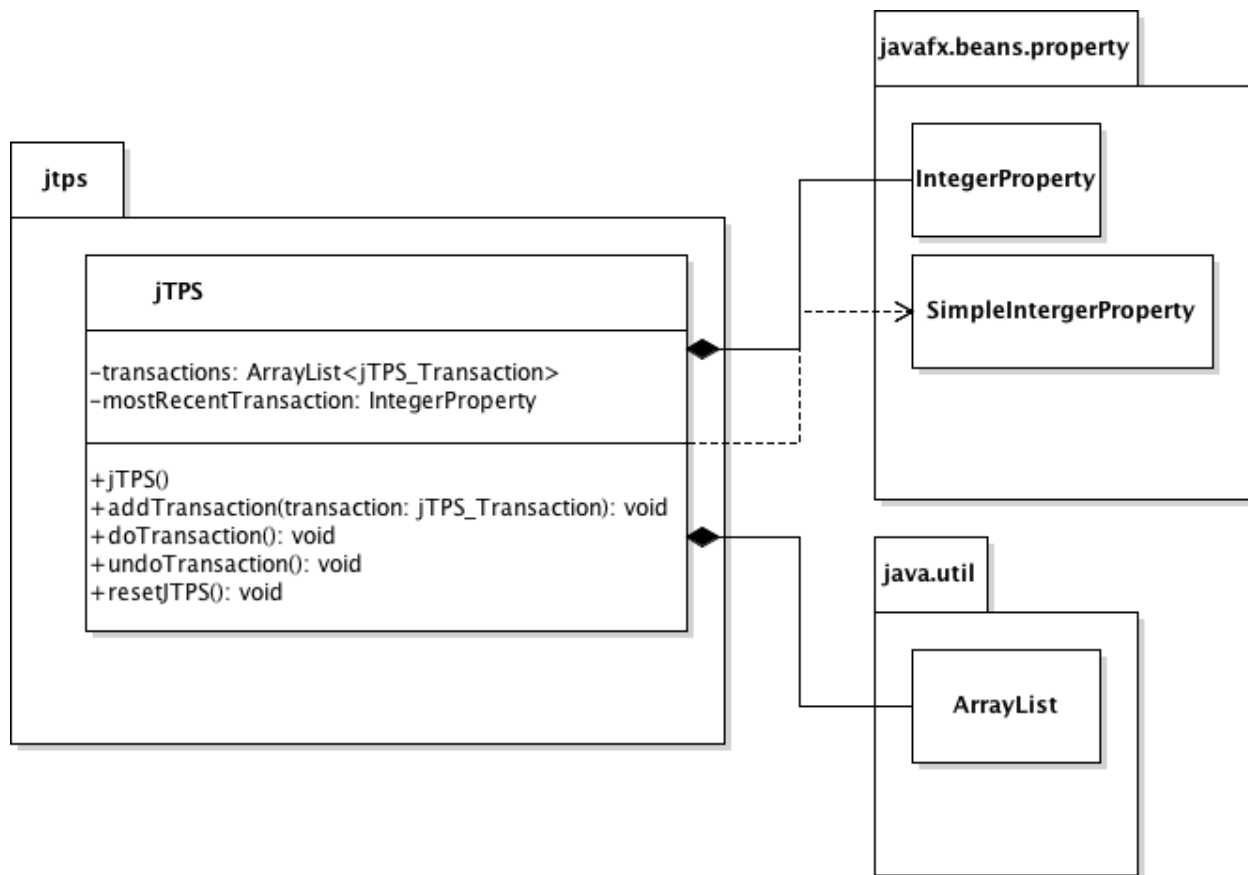 jtps
jTPS
-transactions: ArrayList<jTPS_Transaction>
-mostRecentTransaction: IntegerProperty
+jTPS()
+addTransaction(transaction: jTPS_Transaction): void
+doTransaction(): void
+undoTransaction(): void
+resetJTPS(): void
javafx.beans.property
IntegerProperty
SimpleIntergerProperty
java.util
ArrayList